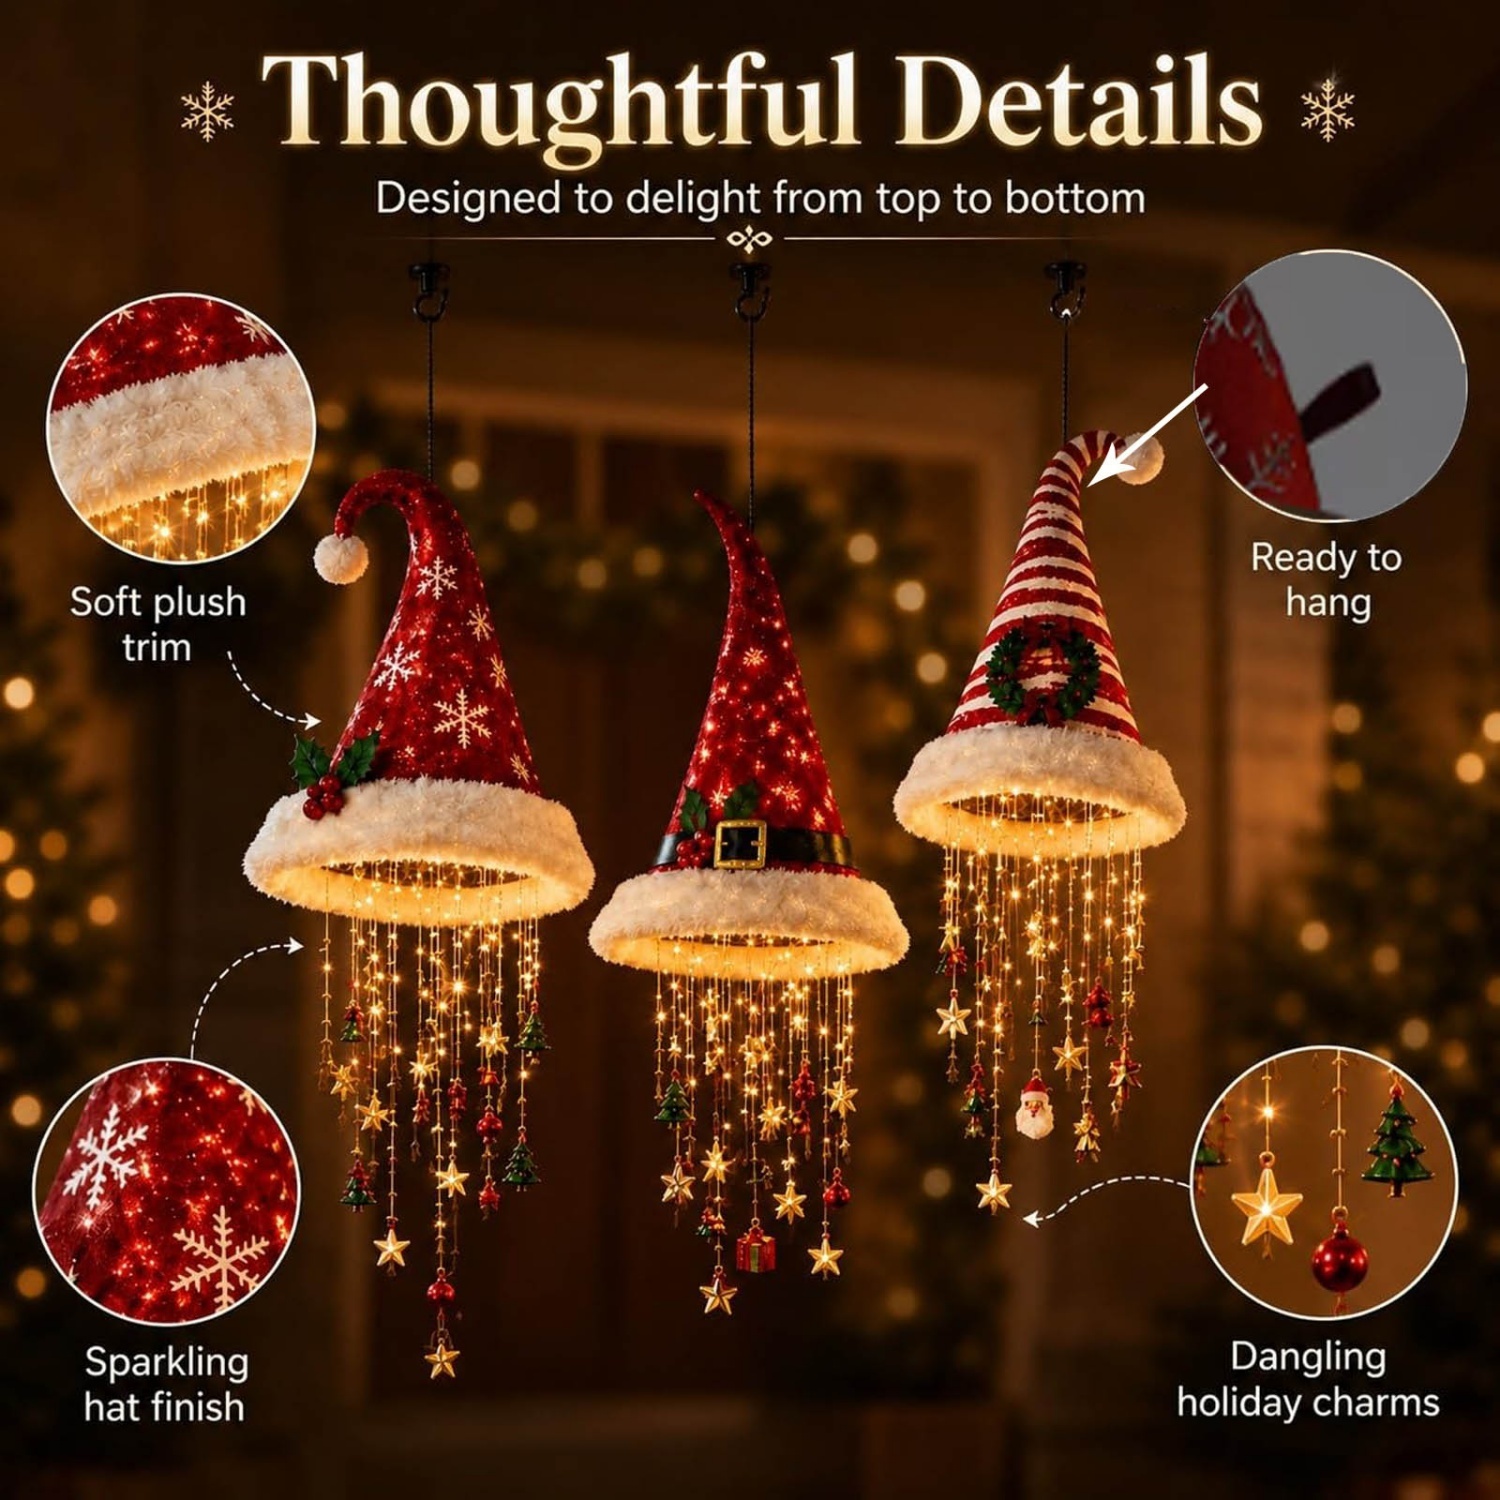 Thoughtful Details
Designed to delight from top to bottom
Soft plush
trim
Ready to
hang
Sparkling
hat finish
Dangling
holiday charms